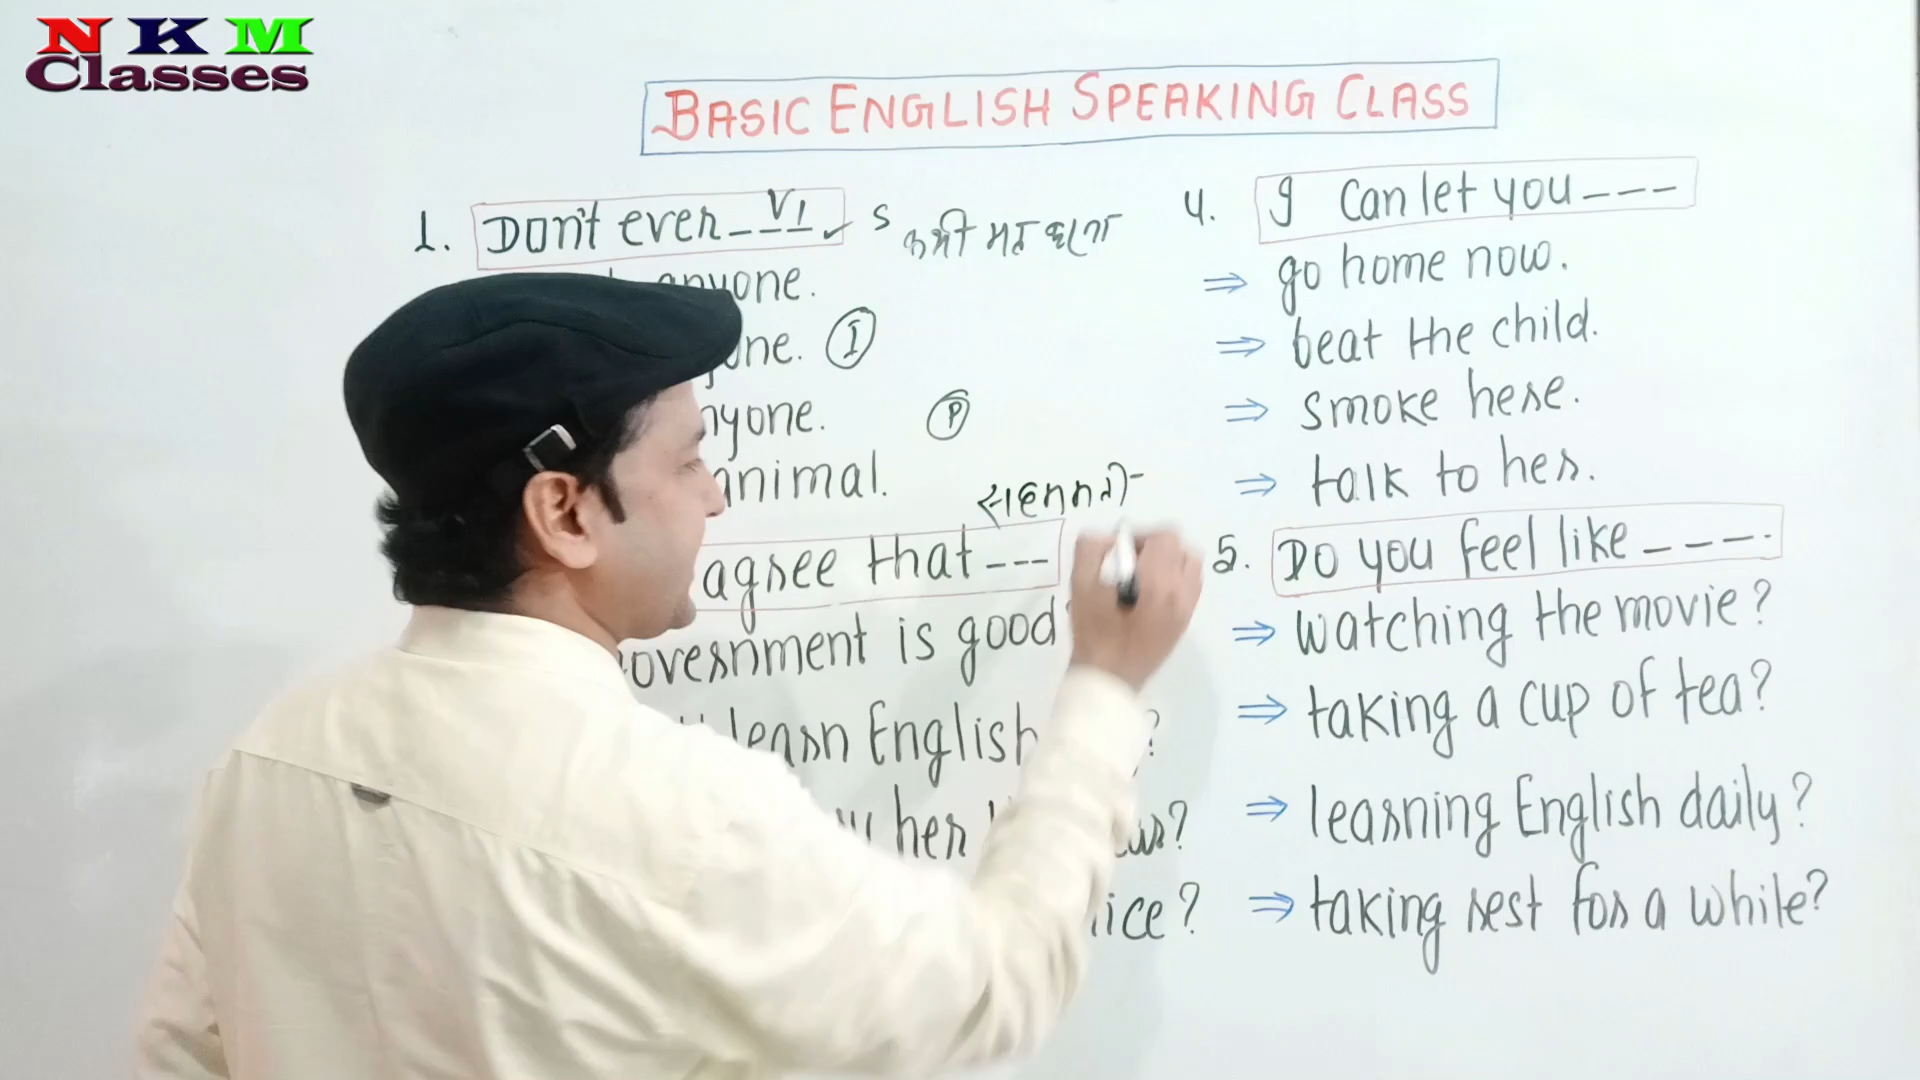 NKM
Classes
BASIC ENGLISH SPEAKING CLASS
1. Don't ever ___ V1 S
anyone.
one. I
nyone. P
animal.
agree that ---
overnment is good
learn English ?
her ?
ice?
4. I can let you ---
⇒ go home now.
⇒ beat the child.
⇒ smoke here.
⇒ talk to her.
5. Do you feel like ----.
⇒ watching the movie?
⇒ taking a cup of tea?
⇒ learning English daily?
⇒ taking rest for a while?